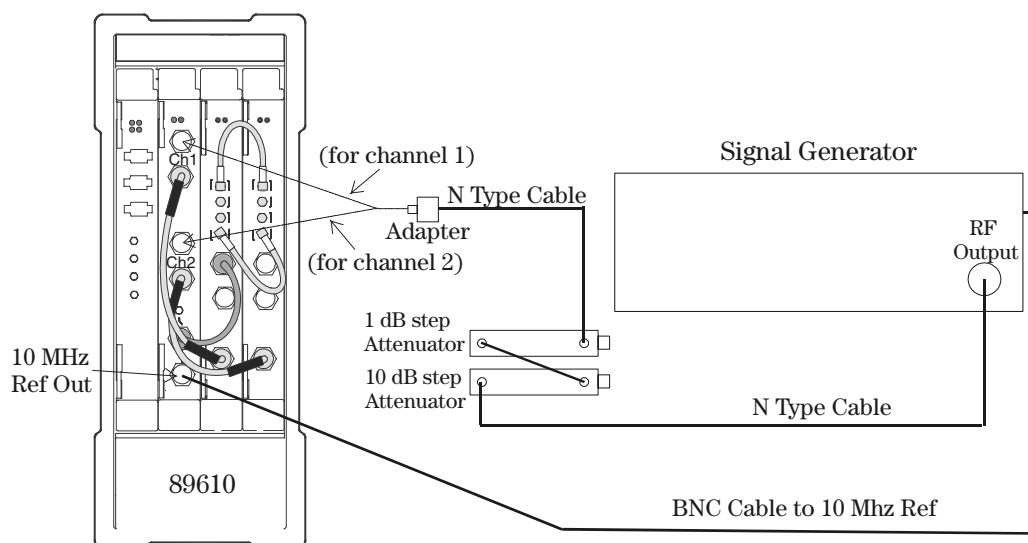 (for channel 1)
Signal Generator
Ch1
N Type Cable
Adapter
RF
Output
Ch2
(for channel 2)
1 dB step
Attenuator
10 MHz
Ref Out
10 dB step
Attenuator
N Type Cable
89610
BNC Cable to 10 Mhz Ref